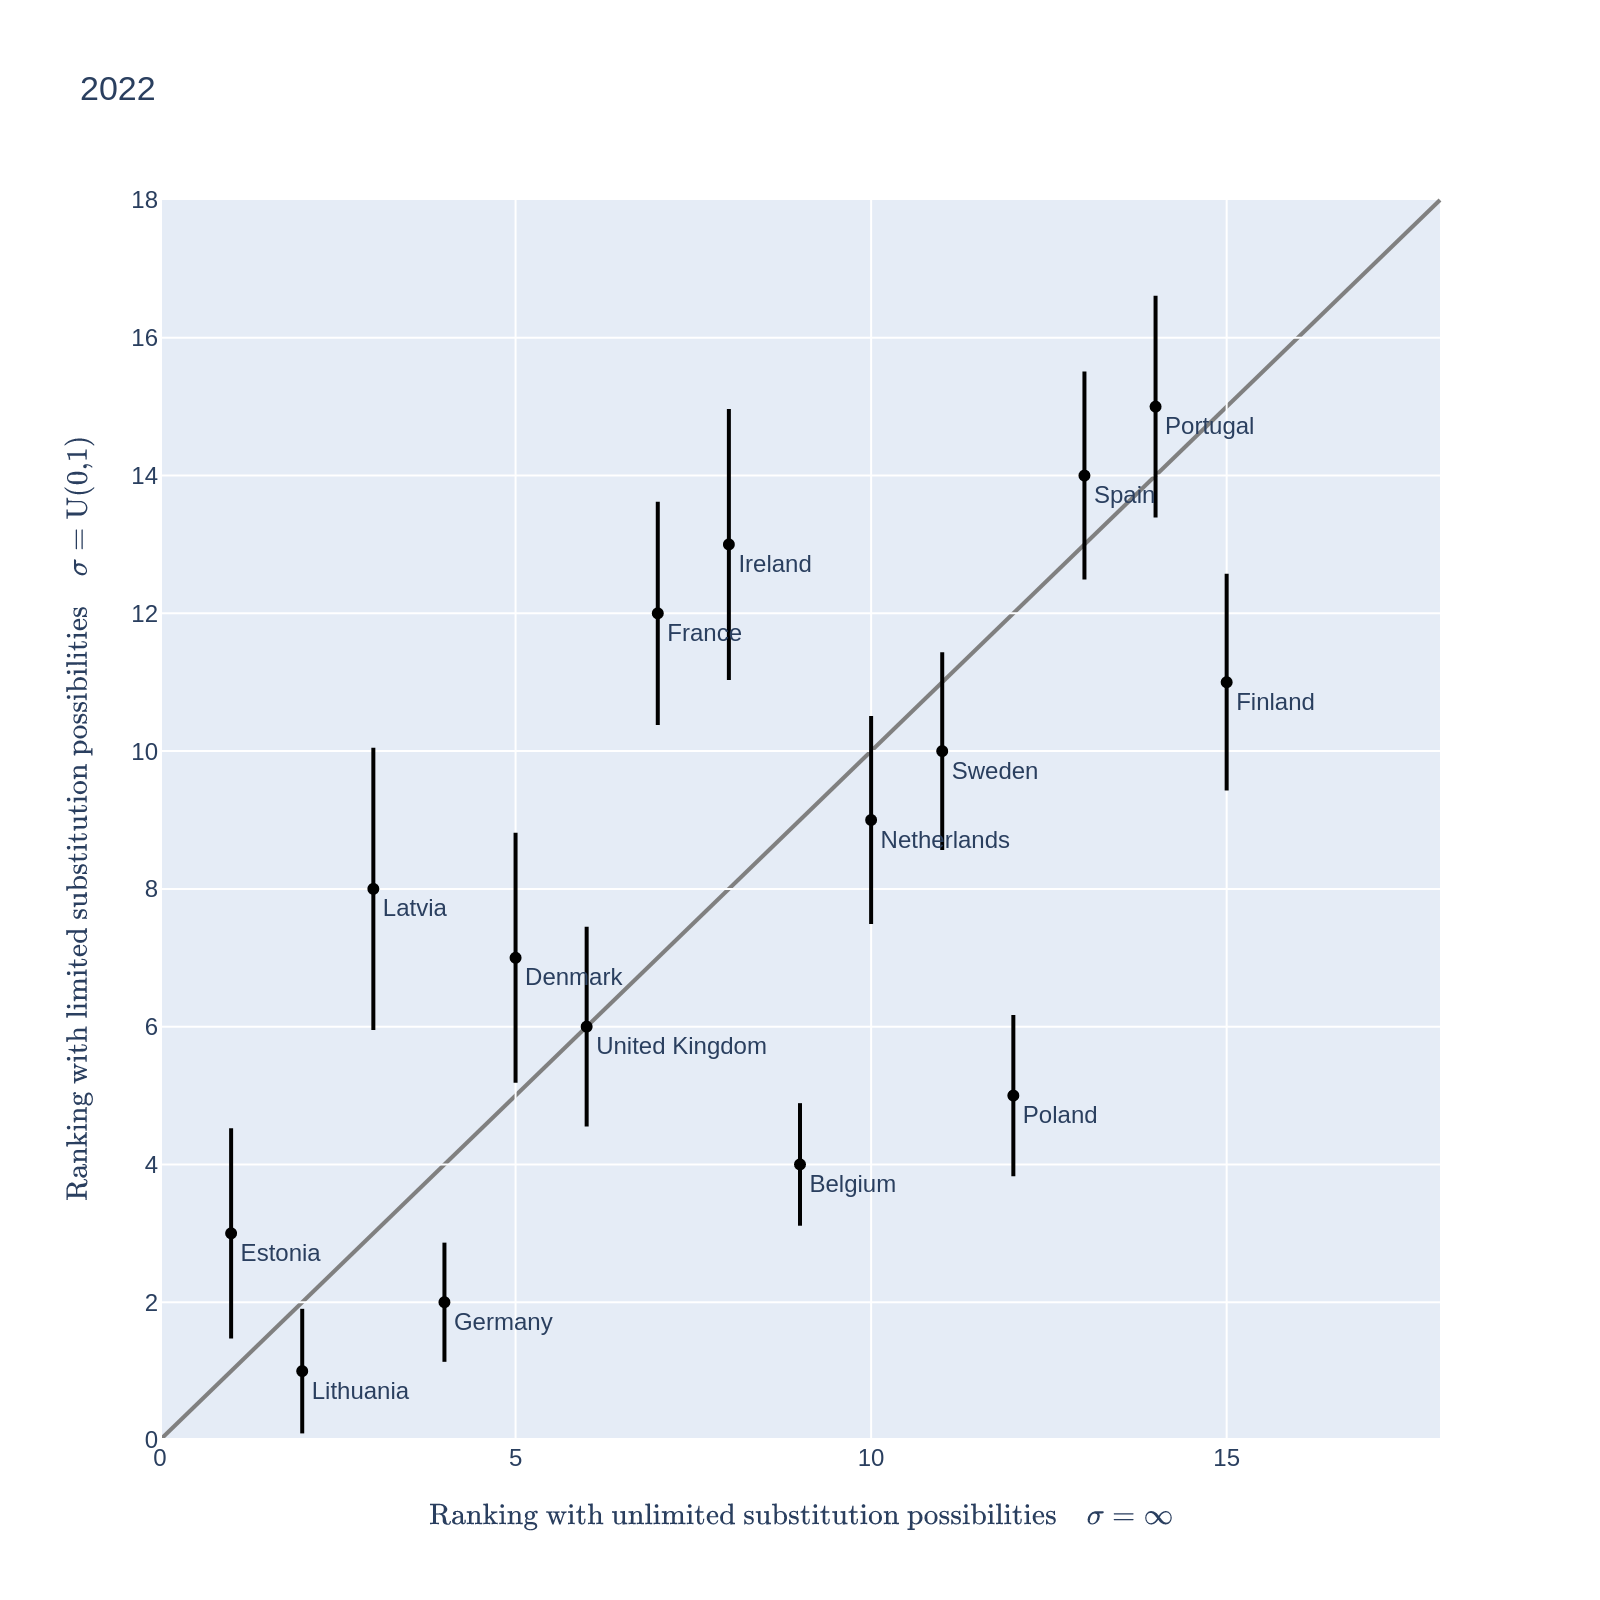 2022
18
16
14
12
10
8
6
4
2
0
Ranking with limited substitution possibilities σ = U(0,1)
Portugal
Spain
Ireland
France
Finland
Sweden
Netherlands
Latvia
Denmark
United Kingdom
Poland
Belgium
Estonia
Germany
Lithuania
0 5 10 15
Ranking with unlimited substitution possibilities σ = ∞